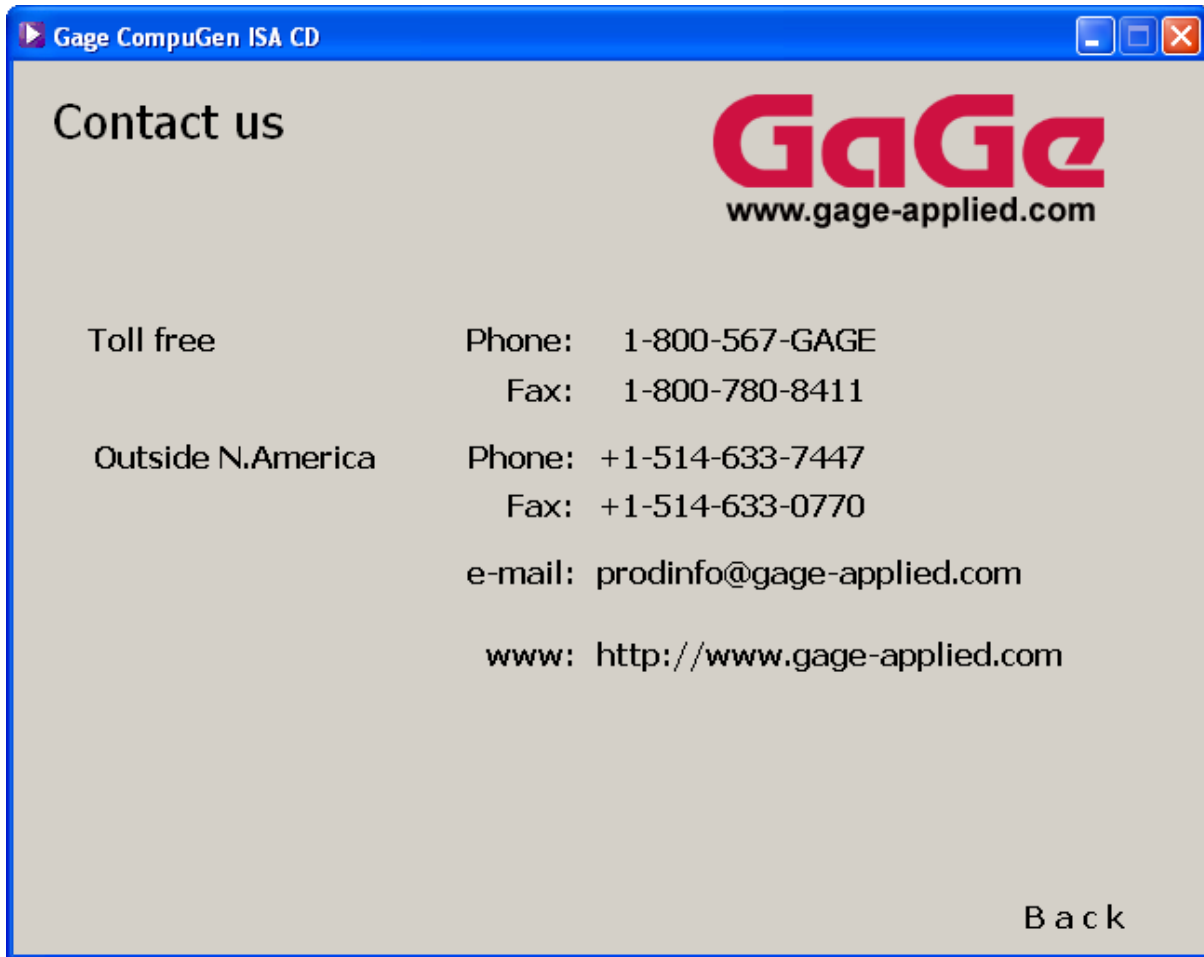 Gage CompuGen ISA CD
Contact us
GaGe
www.gage-applied.com
Toll free Phone: 1-800-567-GAGE
Fax: 1-800-780-8411
Outside N.America Phone: +1-514-633-7447
Fax: +1-514-633-0770
e-mail: prodinfo@gage-applied.com
www: http://www.gage-applied.com
Back